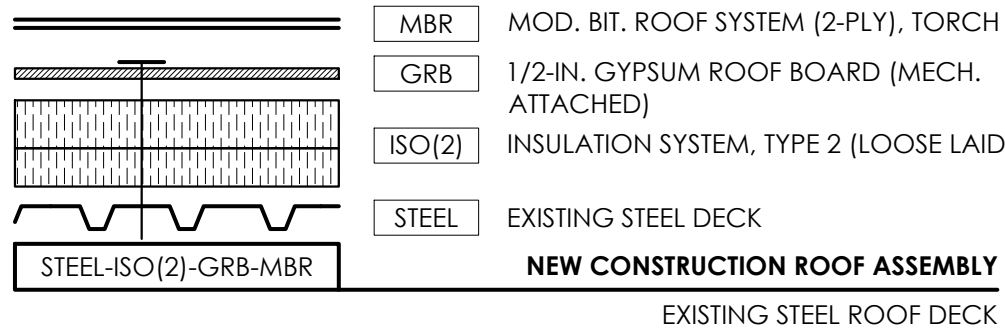 MBR MOD. BIT. ROOF SYSTEM (2-PLY), TORCH
GRB 1/2-IN. GYPSUM ROOF BOARD (MECH.
ATTACHED)
ISO(2) INSULATION SYSTEM, TYPE 2 (LOOSE LAID
STEEL EXISTING STEEL DECK
STEEL-ISO(2)-GRB-MBR NEW CONSTRUCTION ROOF ASSEMBLY
EXISTING STEEL ROOF DECK